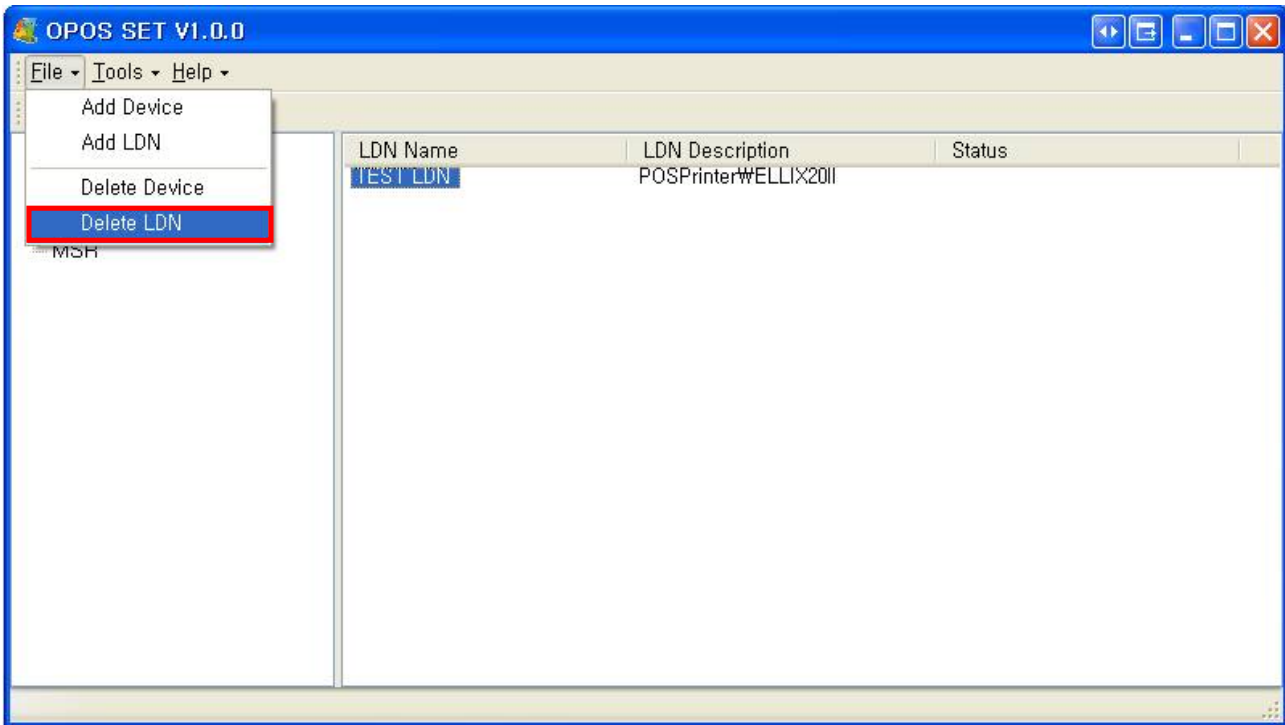 OPOS SET V1.0.0
File Tools Help
Add Device
Add LDN
Delete Device
Delete LDN
MSR
LDN Name LDN Description Status
TEST LDN POSPrinter₩ELLIX20II